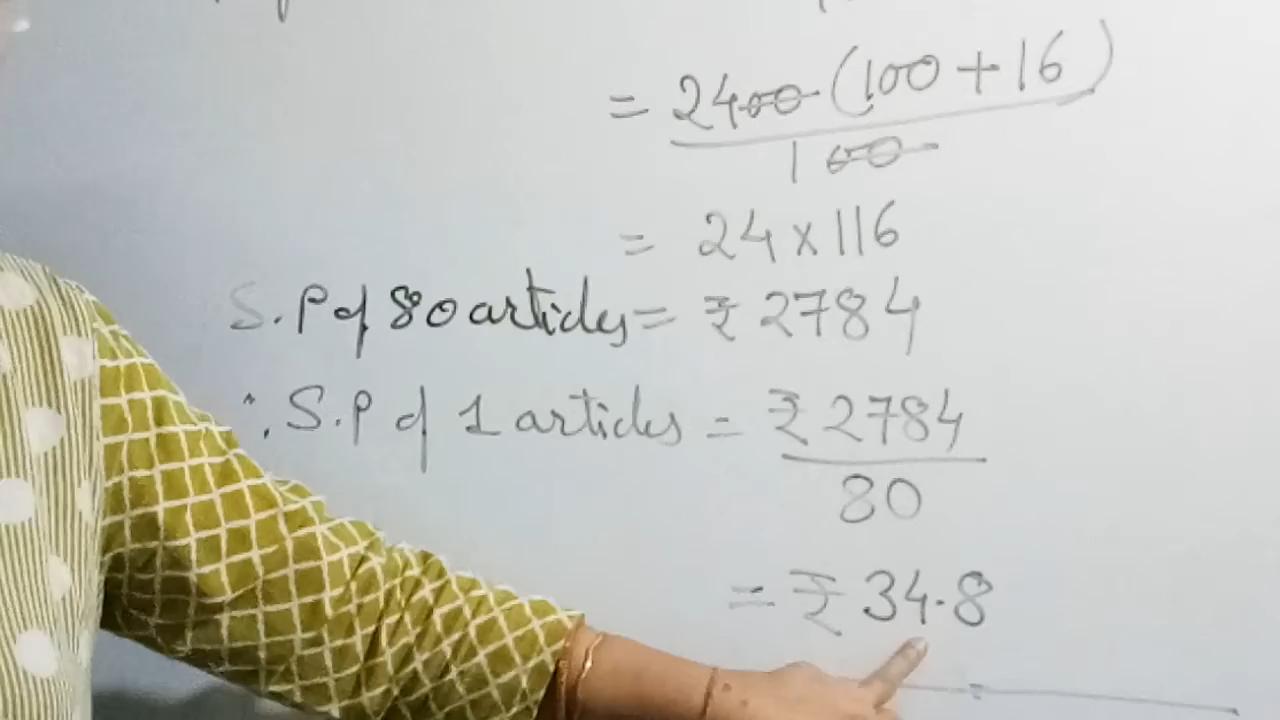 = 2400 (100 + 16)
100
= 24 x 116
S.P of 80 articles = ₹ 2784
∴ S.P of 1 articles = ₹ 2784
80
= ₹ 34.8